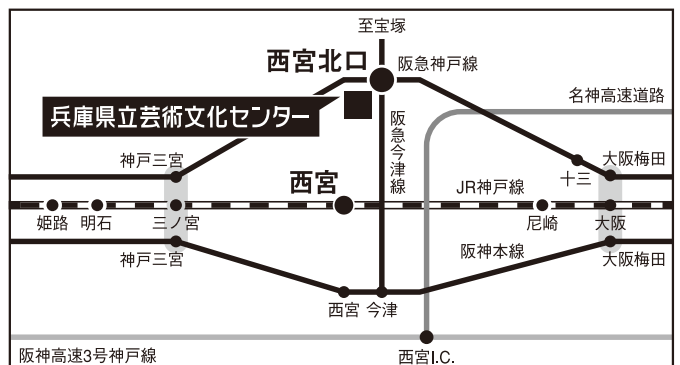 至宝塚
西宮北口
阪急神戸線
名神高速道路
兵庫県立芸術文化センター
阪急今津線
神戸三宮
西宮
JR神戸線
十三
大阪梅田
姫路
明石
三ノ宮
尼崎
大阪
神戸三宮
阪神本線
大阪梅田
西宮
今津
阪神高速3号神戸線
西宮I.C.